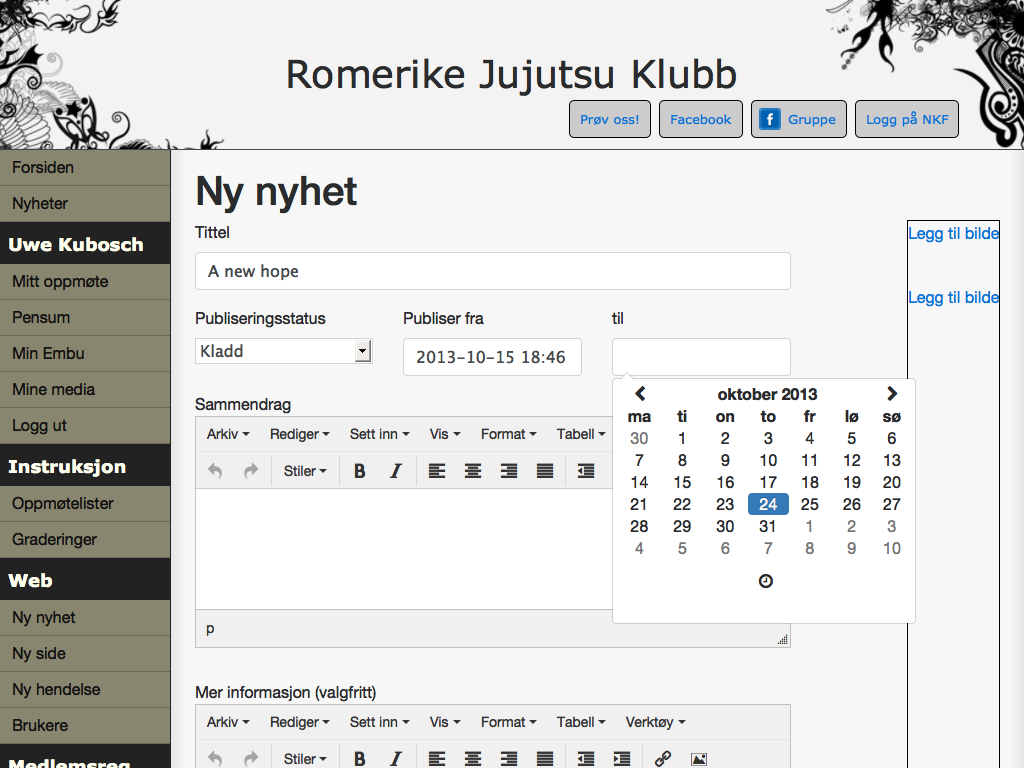 Romerike Jujutsu Klubb
Prøv oss! Facebook Gruppe Logg på NKF
Forsiden
Nyheter
Uwe Kubosch
Mitt oppmøte
Pensum
Min Embu
Mine media
Logg ut
Instruksjon
Oppmøtelister
Graderinger
Web
Ny nyhet
Ny side
Ny hendelse
Brukere
Medlemsreg
Ny nyhet
Tittel
A new hope
Publiseringsstatus Publiser fra til
Kladd 2013-10-15 18:46
Sammendrag
Arkiv Rediger Sett inn Vis Format Tabell
Stiler B I
p
Mer informasjon (valgfritt)
Arkiv Rediger Sett inn Vis Format Tabell Verktøy
Stiler B I
oktober 2013
ma ti on to fr lø sø
30 1 2 3 4 5 6
7 8 9 10 11 12 13
14 15 16 17 18 19 20
21 22 23 24 25 26 27
28 29 30 31 1 2 3
4 5 6 7 8 9 10
Legg til bilde
Legg til bilde